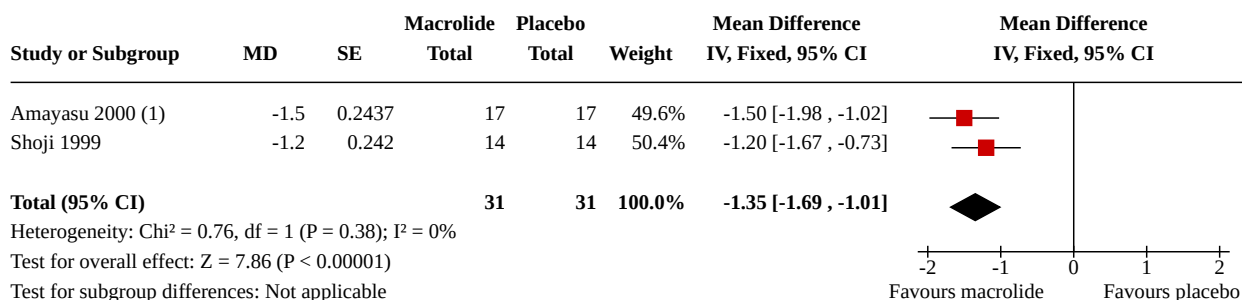 Macrolide Placebo Mean Difference Mean Difference
Study or Subgroup MD SE Total Total Weight IV, Fixed, 95% CI IV, Fixed, 95% CI
Amayasu 2000 (1) -1.5 0.2437 17 17 49.6% -1.50 [-1.98 , -1.02]
Shoji 1999 -1.2 0.242 14 14 50.4% -1.20 [-1.67 , -0.73]
Total (95% CI) 31 31 100.0% -1.35 [-1.69 , -1.01]
Heterogeneity: Chi² = 0.76, df = 1 (P = 0.38); I² = 0%
Test for overall effect: Z = 7.86 (P < 0.00001) -2 -1 0 1 2
Test for subgroup differences: Not applicable Favours macrolide Favours placebo